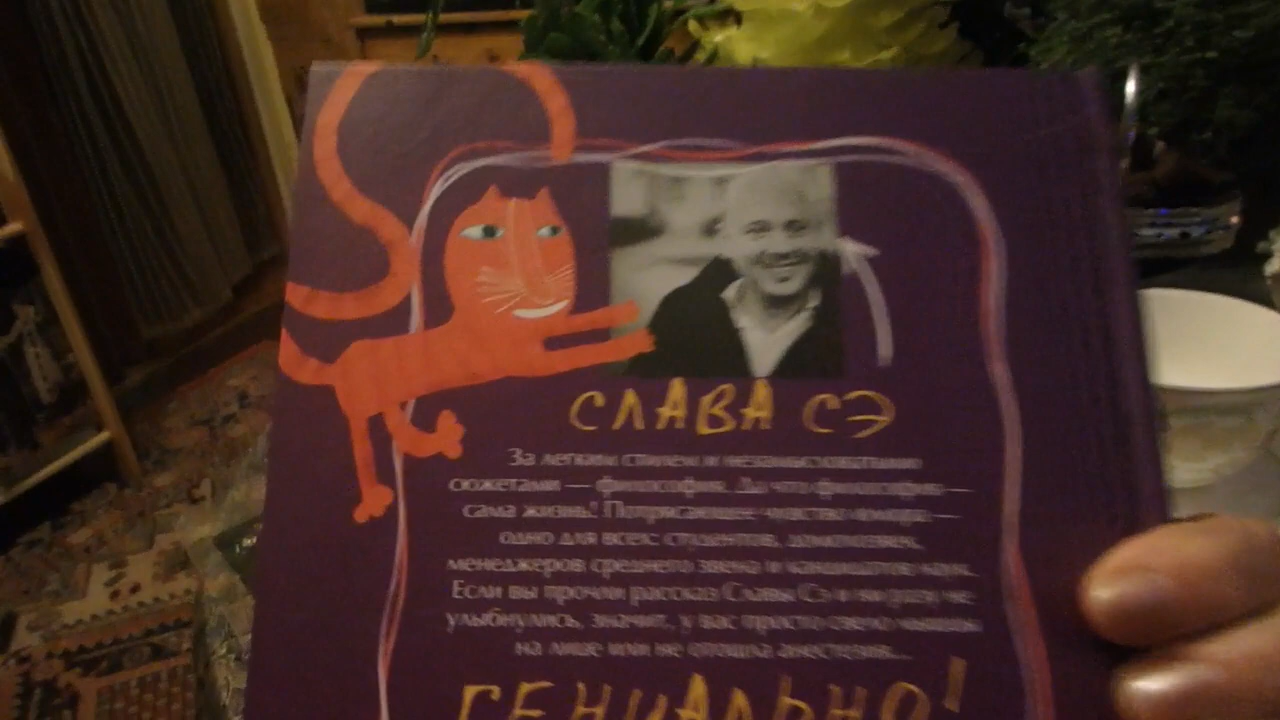 СЛАВА СЭ
За легким стилем и незамысловатыми
сюжетами — философия. Да что философия —
сама жизнь! Потрясающее чувство юмора —
одно для всех: студентов, домохозяек,
менеджеров среднего звена и кандидатов наук.
Если вы прочли рассказ Славы Сэ и ни разу не
улыбнулись, значит, у вас просто свело мышцы
на лице или не отошла анестезия...
ГЕНИАЛЬНО!